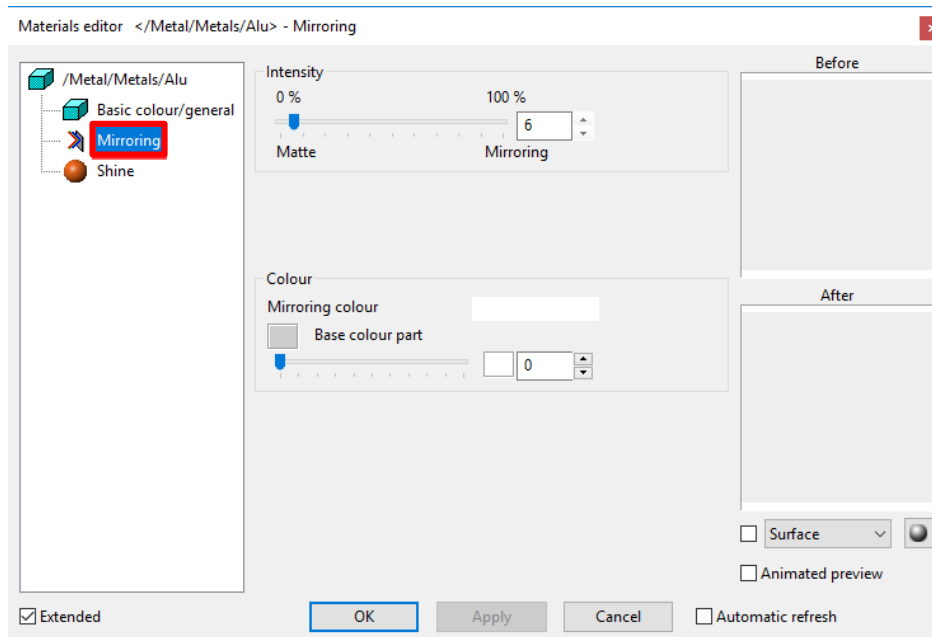 Materials editor </Metal/Metals/Alu> - Mirroring
/Metal/Metals/Alu
Basic colour/general
Mirroring
Shine
Intensity
0 %
100 %
6
Matte
Mirroring
Colour
Mirroring colour
Base colour part
0
Before
After
Surface
Animated preview
Extended
OK
Apply
Cancel
Automatic refresh